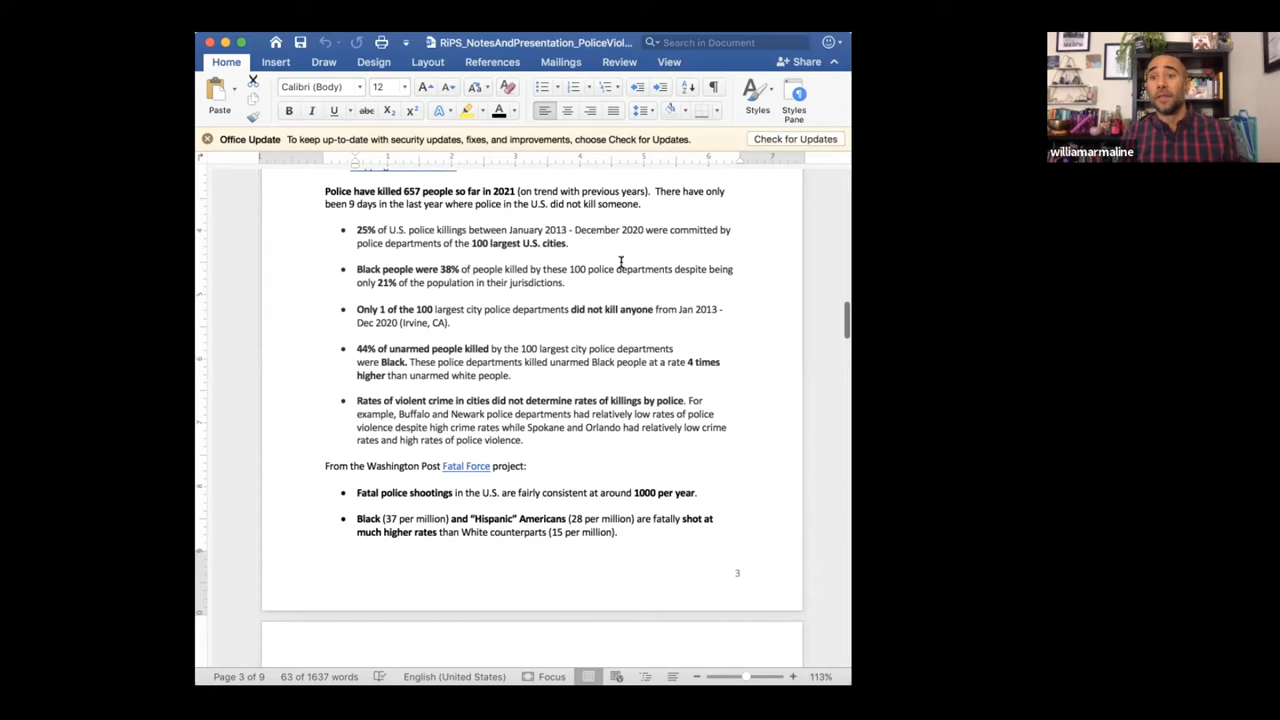 RiPS_NotesAndPresentation_PoliceViol...
Search in Document
Home
Insert
Draw
Design
Layout
References
Mailings
Review
View
Share
Paste
Calibri (Body)
12
Styles
Styles Pane
Office Update To keep up-to-date with security updates, fixes, and improvements, choose Check for Updates.
Check for Updates
williamarmaline
Police have killed 657 people so far in 2021 (on trend with previous years). There have only
been 9 days in the last year where police in the U.S. did not kill someone.
• 25% of U.S. police killings between January 2013 - December 2020 were committed by
police departments of the 100 largest U.S. cities.
• Black people were 38% of people killed by these 100 police departments despite being
only 21% of the population in their jurisdictions.
• Only 1 of the 100 largest city police departments did not kill anyone from Jan 2013 -
Dec 2020 (Irvine, CA).
• 44% of unarmed people killed by the 100 largest city police departments
were Black. These police departments killed unarmed Black people at a rate 4 times
higher than unarmed white people.
• Rates of violent crime in cities did not determine rates of killings by police. For
example, Buffalo and Newark police departments had relatively low rates of police
violence despite high crime rates while Spokane and Orlando had relatively low crime
rates and high rates of police violence.
From the Washington Post Fatal Force project:
• Fatal police shootings in the U.S. are fairly consistent at around 1000 per year.
• Black (37 per million) and “Hispanic” Americans (28 per million) are fatally shot at
much higher rates than White counterparts (15 per million).
3
Page 3 of 9
63 of 1637 words
English (United States)
Focus
113%